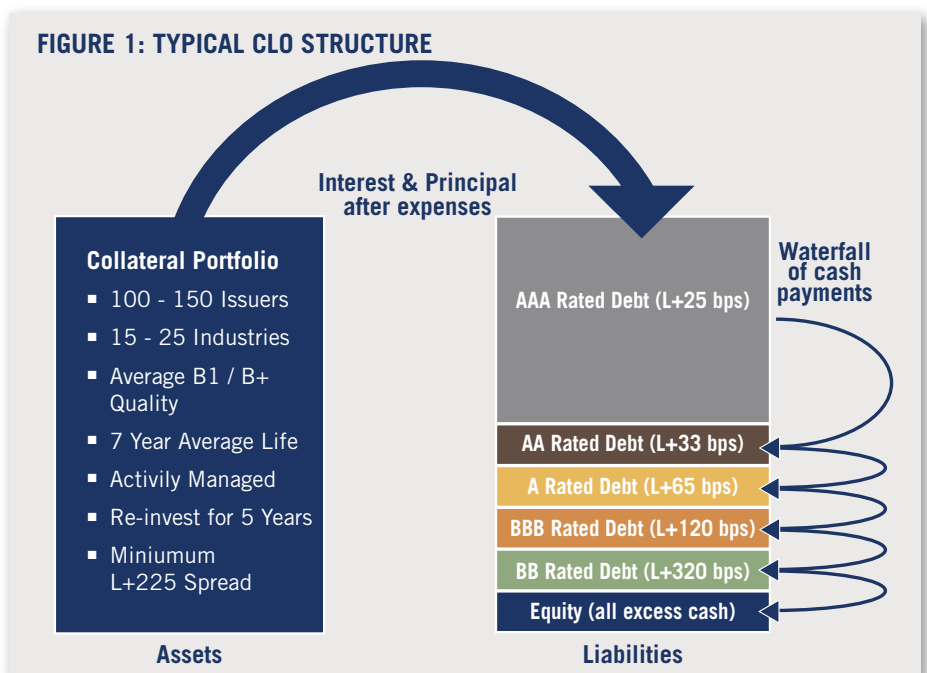 FIGURE 1: TYPICAL CLO STRUCTURE
Interest & Principal
after expenses
Collateral Portfolio
▪ 100 - 150 Issuers
▪ 15 - 25 Industries
▪ Average B1 / B+
Quality
▪ 7 Year Average Life
▪ Activily Managed
▪ Re-invest for 5 Years
▪ Miniumum
L+225 Spread
Assets
AAA Rated Debt (L+25 bps)
AA Rated Debt (L+33 bps)
A Rated Debt (L+65 bps)
BBB Rated Debt (L+120 bps)
BB Rated Debt (L+320 bps)
Equity (all excess cash)
Liabilities
Waterfall
of cash
payments